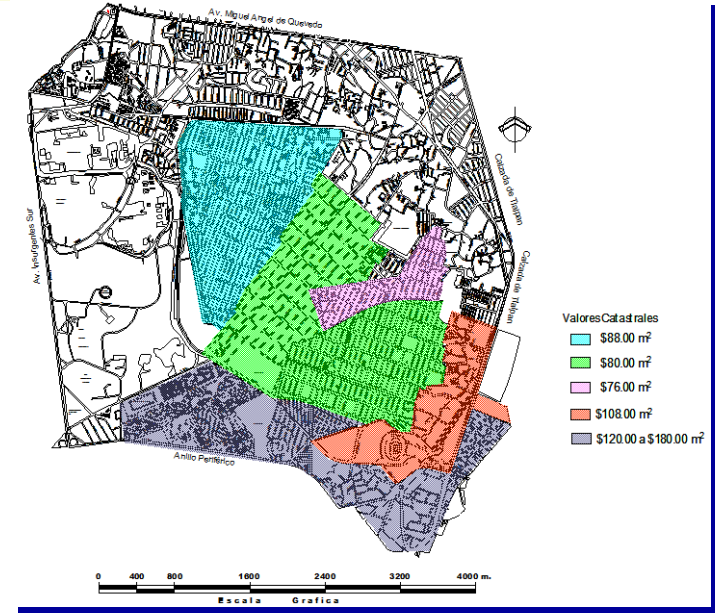 Av. Miguel Angel de Quevedo
Calzada de Tlalpan
Av. Insurgentes Sur
Calzada de Tlalpan
Anillo Periférico
Valores Catastrales
$88.00 m²
$80.00 m²
$76.00 m²
$108.00 m²
$120.00 a $180.00 m²
0 400 800 1600 2400 3200 4000 m.
Escala Grafica